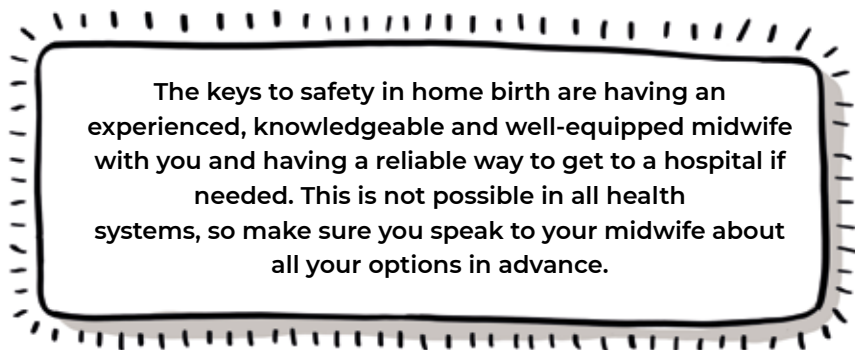 The keys to safety in home birth are having an
experienced, knowledgeable and well-equipped midwife
with you and having a reliable way to get to a hospital if
needed. This is not possible in all health
systems, so make sure you speak to your midwife about
all your options in advance.